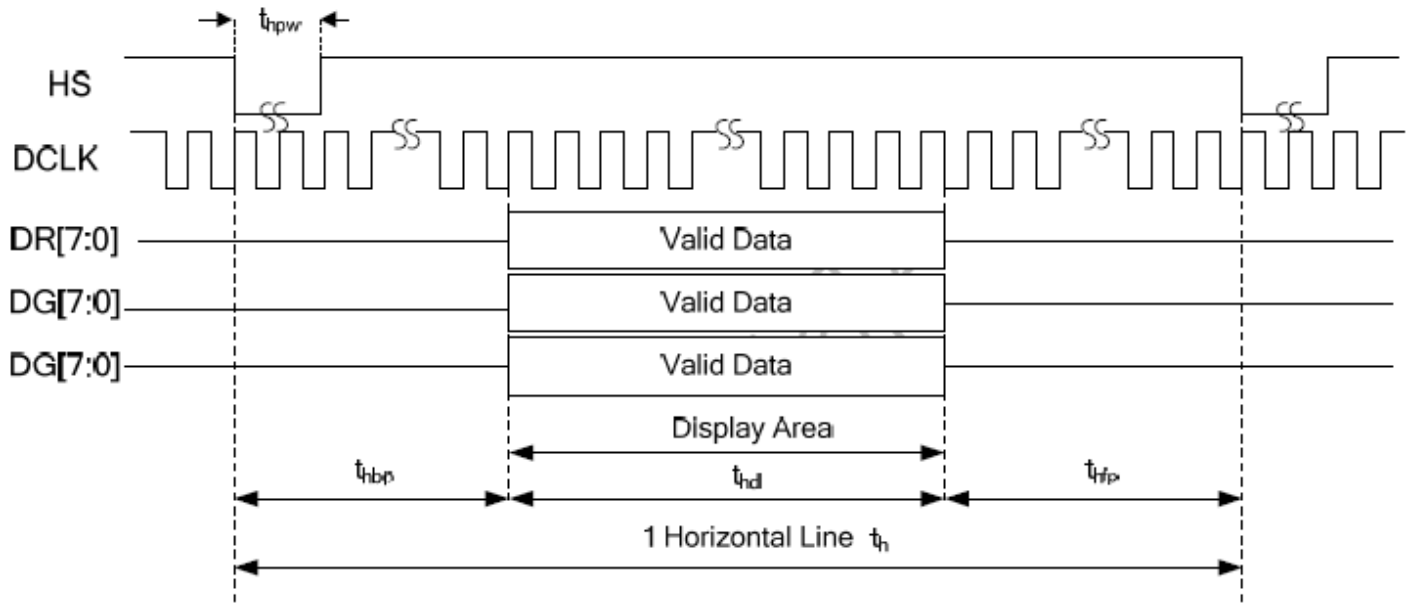 thpw
HS
DCLK
DR[7:0] Valid Data
DG[7:0] Valid Data
DG[7:0] Valid Data
Display Area
thbp thd thfp
1 Horizontal Line th